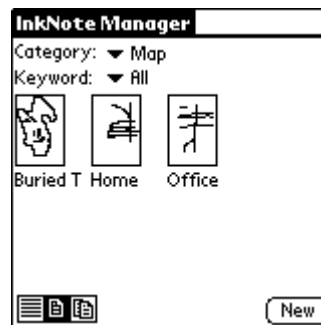 InkNote Manager
Category: Map
Keyword: All
Buried T Home Office
New